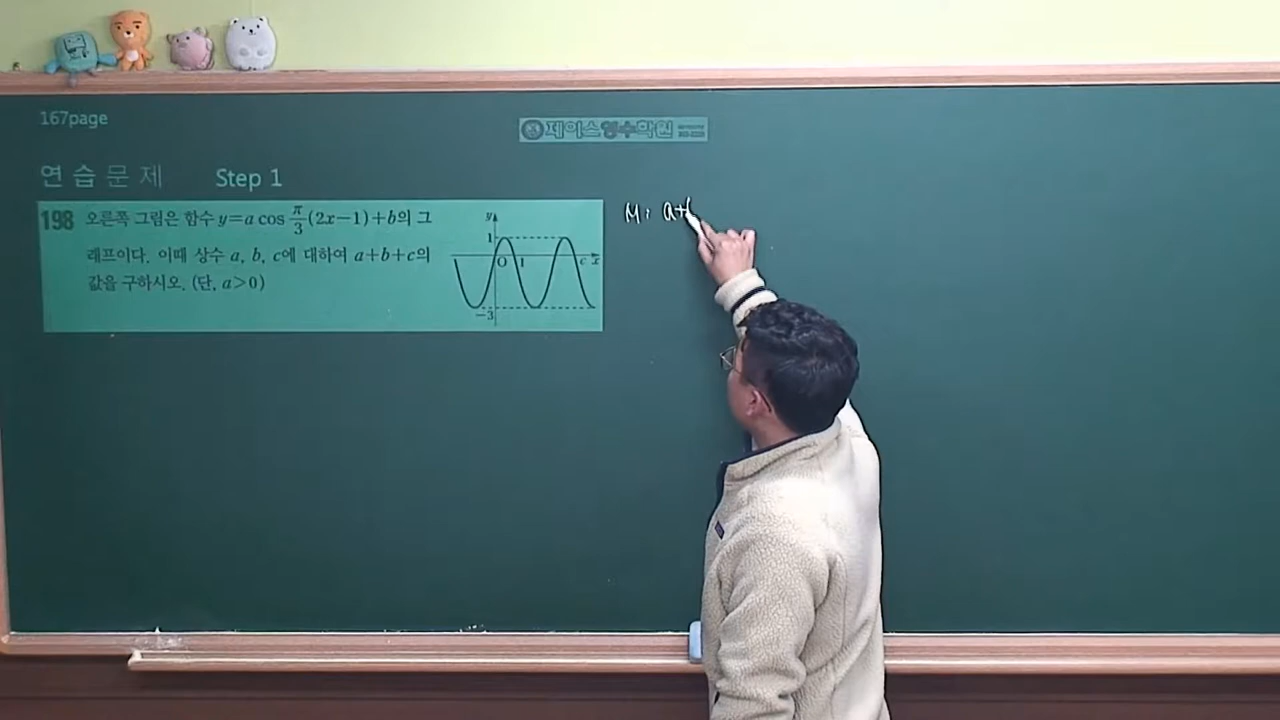 167page
제이스영수학원
연습문제 Step 1
198 오른쪽 그림은 함수 y=a cos π/3(2x−1)+b의 그
래프이다. 이때 상수 a, b, c에 대하여 a+b+c의
값을 구하시오. (단, a>0)
y
1
O 1 c x
−3
M: a+